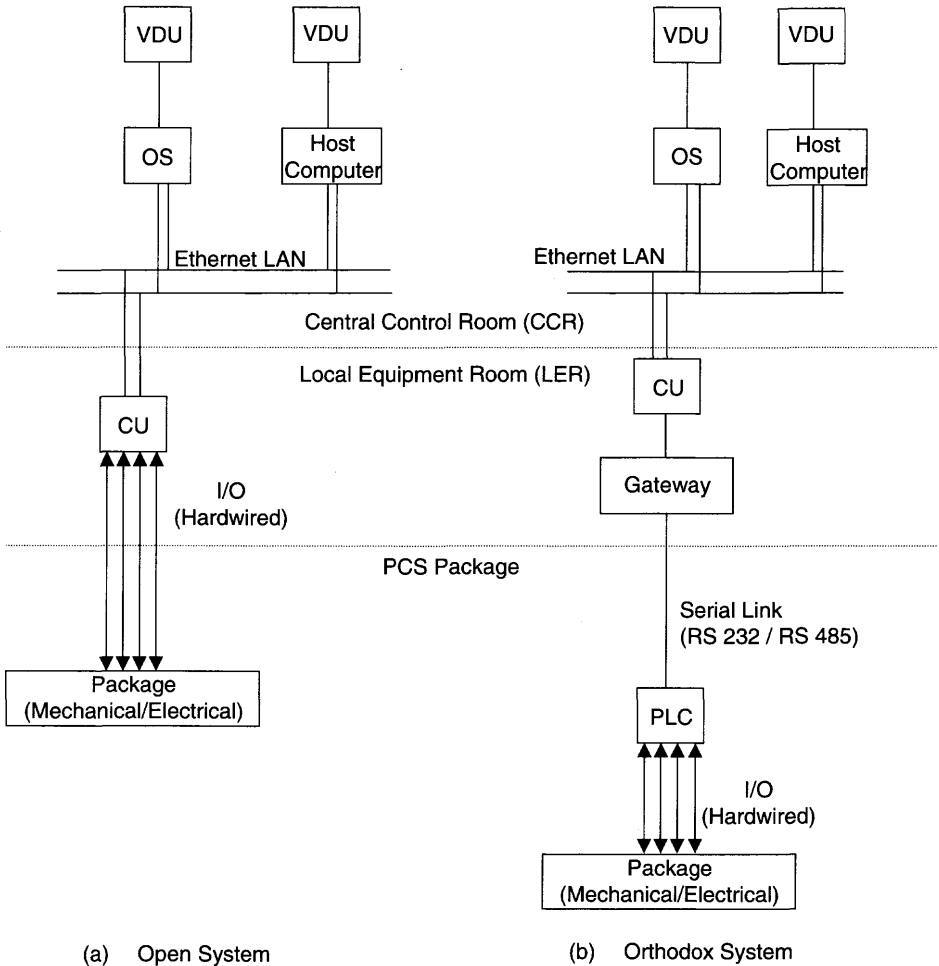 VDU
VDU
VDU
VDU
OS
Host
Computer
OS
Host
Computer
Ethernet LAN
Ethernet LAN
Central Control Room (CCR)
Local Equipment Room (LER)
CU
CU
I/O
(Hardwired)
Gateway
PCS Package
Serial Link
(RS 232 / RS 485)
Package
(Mechanical/Electrical)
PLC
I/O
(Hardwired)
Package
(Mechanical/Electrical)
(a) Open System
(b) Orthodox System